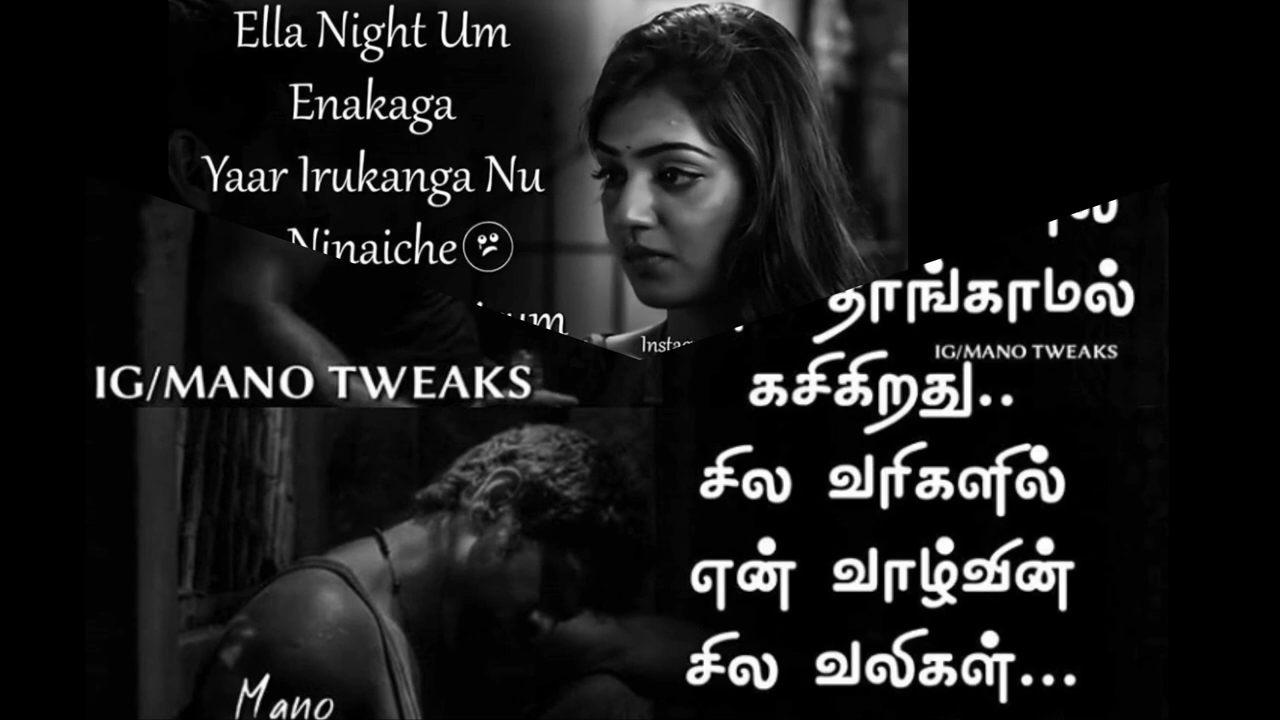 Ella Night Um
Enakaga
Yaar Irukanga Nu
Ninaiche
IG/MANO TWEAKS
Mano
தாங்காமல்
IG/MANO TWEAKS
கசிகிறது..
சில வரிகளில்
என் வாழ்வின்
சில வலிகள்...